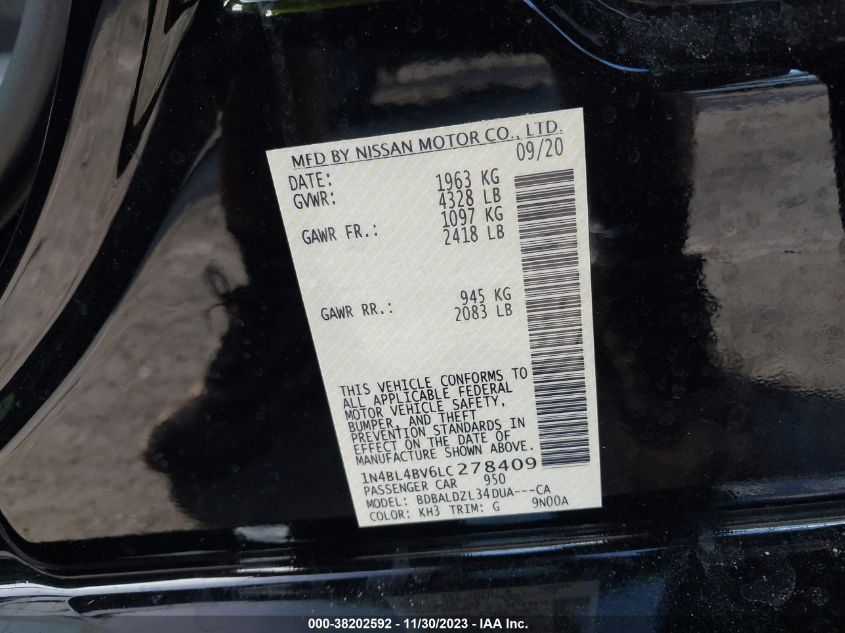 MFD BY NISSAN MOTOR CO., LTD.
DATE: 09/20
GVWR: 1963 KG
4328 LB
GAWR FR.: 1097 KG
2418 LB
GAWR RR.: 945 KG
2083 LB
THIS VEHICLE CONFORMS TO
ALL APPLICABLE FEDERAL
MOTOR VEHICLE SAFETY,
BUMPER, AND THEFT
PREVENTION STANDARDS IN
EFFECT ON THE DATE OF
MANUFACTURE SHOWN ABOVE.
1N4BL4BV6LC278409
PASSENGER CAR 950
MODEL: BDBALDZL34DUA---CA
COLOR: KH3 TRIM: G 9N00A
000-38202592 - 11/30/2023 - IAA Inc.